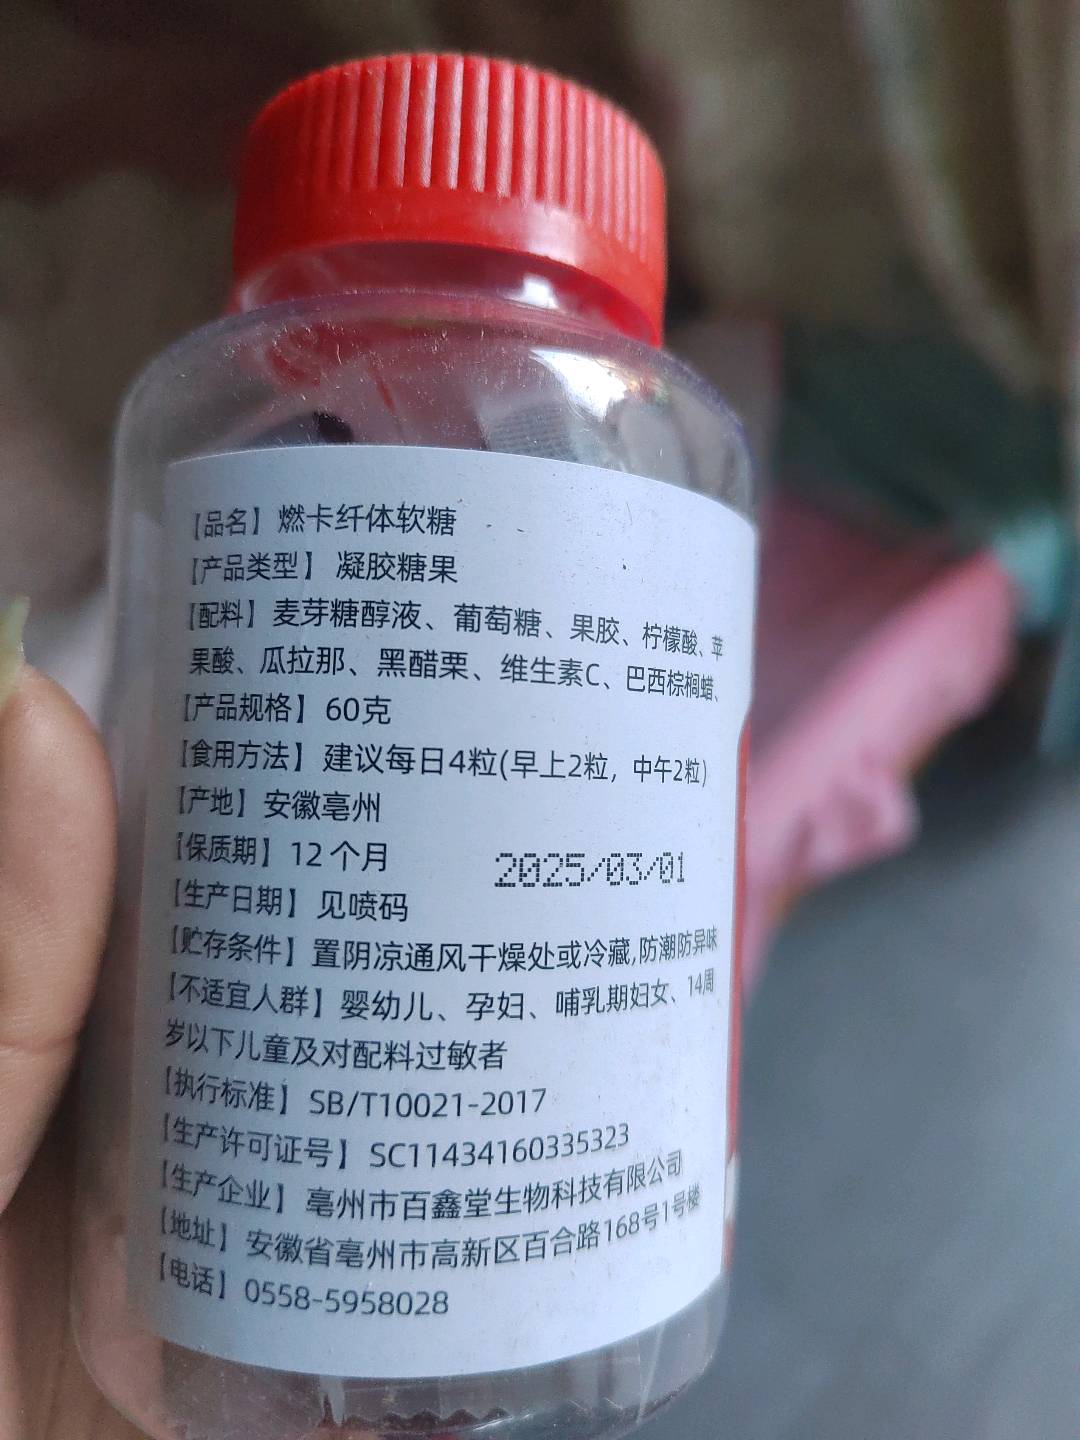 【品名】燃卡纤体软糖
【产品类型】凝胶糖果
【配料】麦芽糖醇液、葡萄糖、果胶、柠檬酸、苹
果酸、瓜拉那、黑醋栗、维生素C、巴西棕榈蜡、
【产品规格】60克
【食用方法】建议每日4粒(早上2粒，中午2粒)
【产地】安徽亳州
【保质期】12个月
2025/03/01
【生产日期】见喷码
【贮存条件】置阴凉通风干燥处或冷藏,防潮防异味
【不适宜人群】婴幼儿、孕妇、哺乳期妇女、14周
岁以下儿童及对配料过敏者
【执行标准】SB/T10021-2017
【生产许可证号】SC11434160335323
【生产企业】亳州市百鑫堂生物科技有限公司
【地址】安徽省亳州市高新区百合路168号1号楼
【电话】0558-5958028